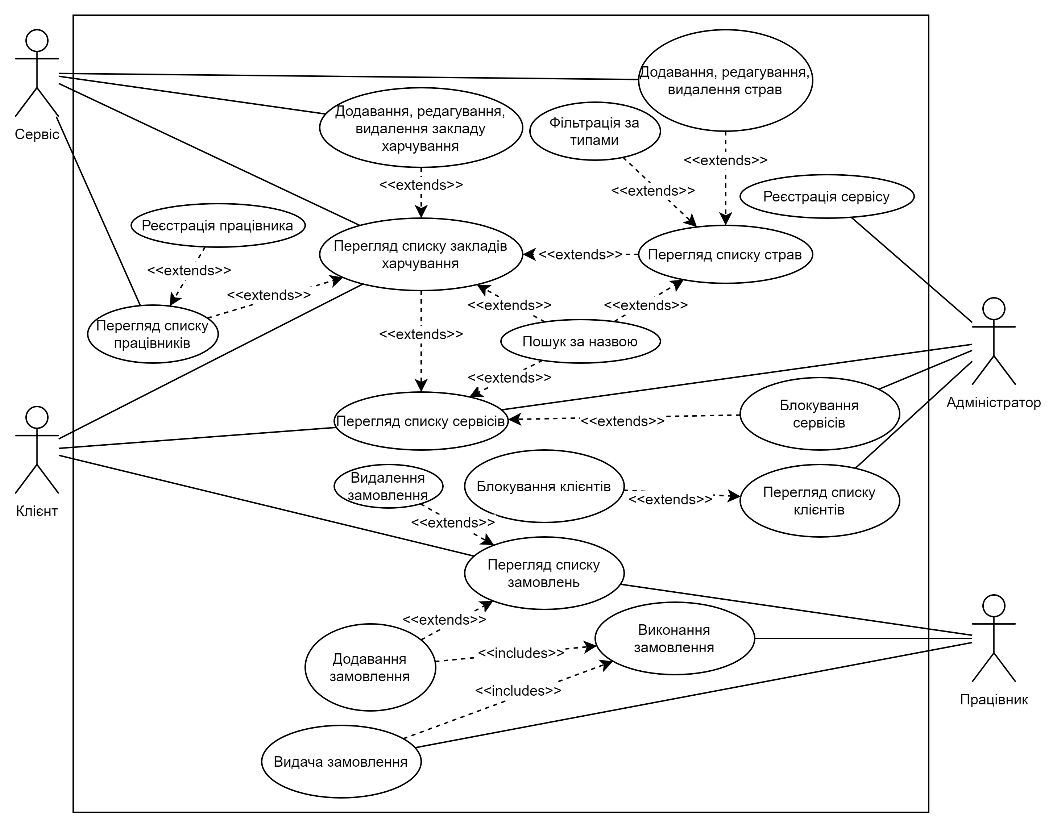 Додавання, редагування,
видалення страв
Додавання, редагування,
видалення закладу
харчування
Фільтрація за
типами
Сервіс
<<extends>>
<<extends>>
<<extends>>
Реєстрація сервісу
Реєстрація працівника
Перегляд списку закладів
харчування
<<extends>>
Перегляд списку страв
<<extends>>
<<extends>>
<<extends>>
<<extends>>
Перегляд списку
працівників
<<extends>>
Пошук за назвою
<<extends>>
Адміністратор
Перегляд списку сервісів
<<extends>>
Блокування
сервісів
Клієнт
Видалення
замовлення
Блокування клієнтів
<<extends>>
Перегляд списку
клієнтів
<<extends>>
Перегляд списку
замовлень
<<extends>>
Виконання
замовлення
Додавання
замовлення
<<includes>>
<<includes>>
Працівник
Видача замовлення